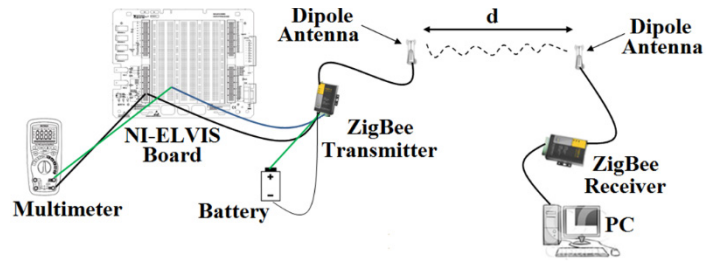 Dipole
Antenna
d
Dipole
Antenna
NI-ELVIS
Board
ZigBee
Transmitter
ZigBee
Receiver
Multimeter
Battery
+
-
PC